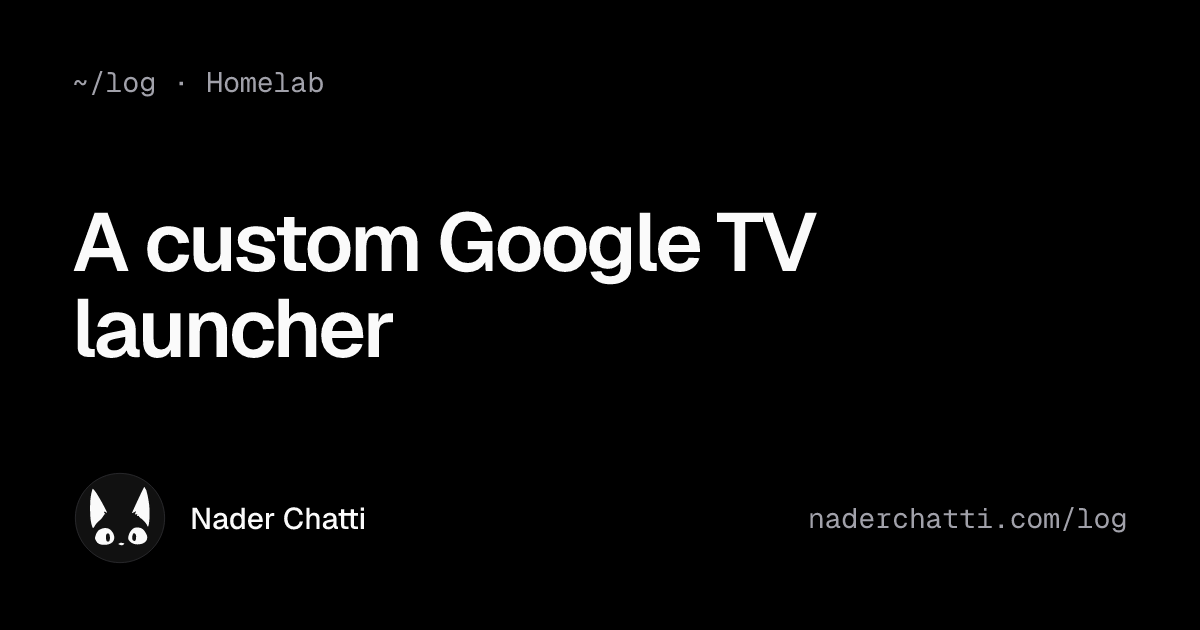 ~/log · Homelab
A custom Google TV
launcher
Nader Chatti
naderchatti.com/log